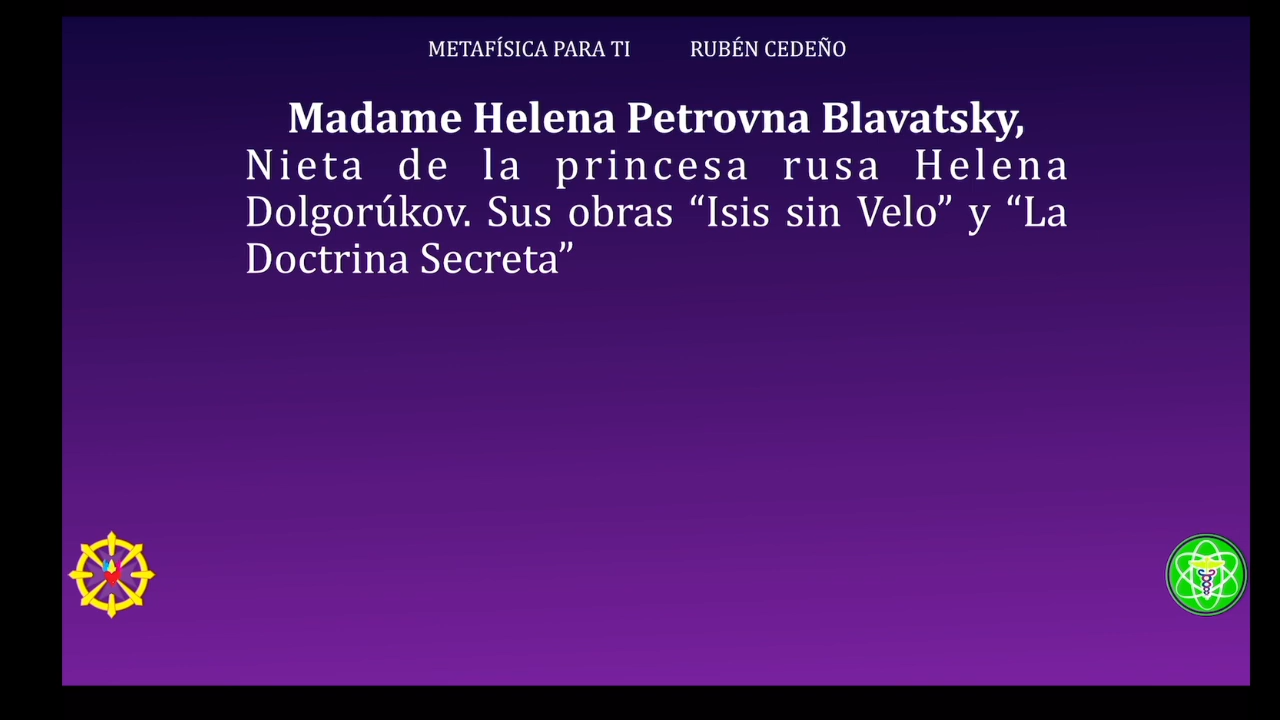 METAFÍSICA PARA TI RUBÉN CEDEÑO
Madame Helena Petrovna Blavatsky,
Nieta de la princesa rusa Helena
Dolgorúkov. Sus obras “Isis sin Velo” y “La
Doctrina Secreta”